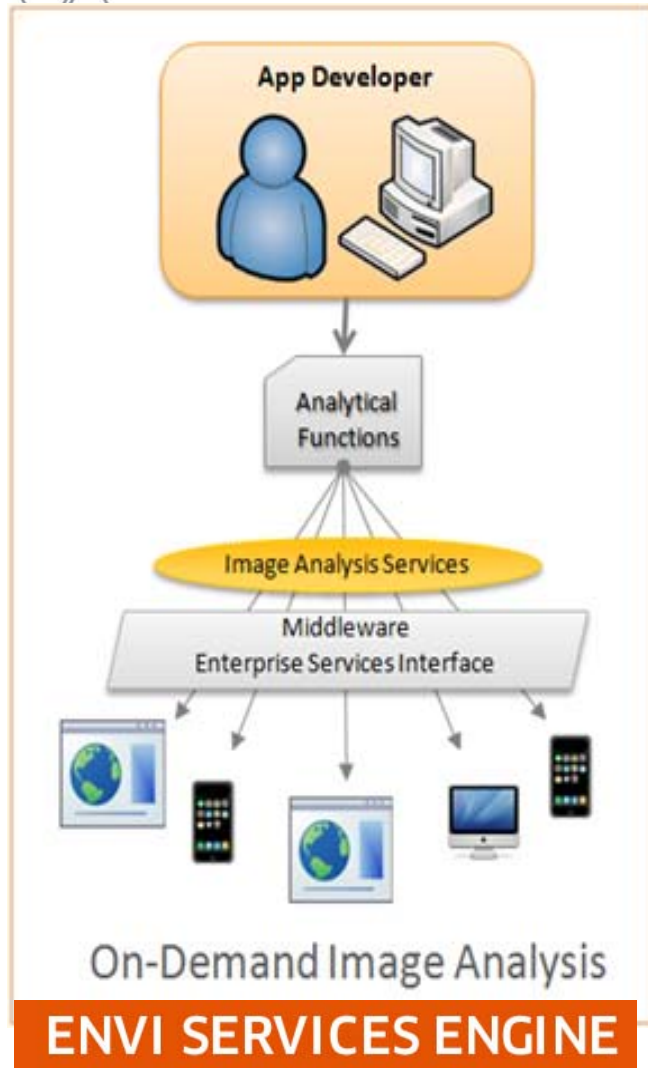 App Developer
Analytical
Functions
Image Analysis Services
Middleware
Enterprise Services Interface
On-Demand Image Analysis
ENVI SERVICES ENGINE